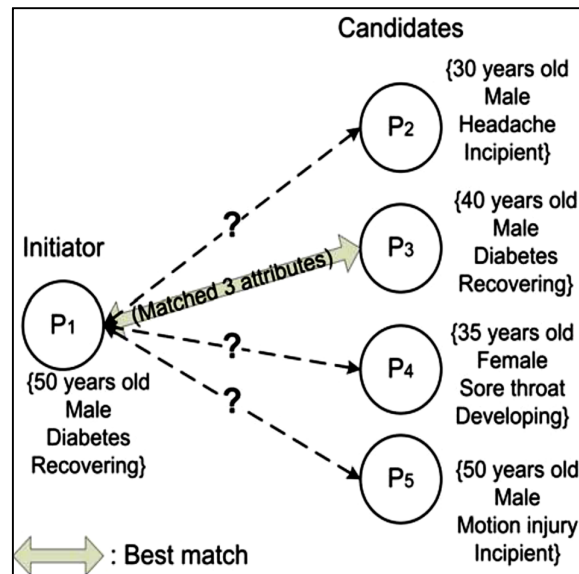 Candidates
{30 years old
Male
Headache
Incipient}
P2
?
{40 years old
Male
Diabetes
Recovering}
P3
Initiator
(Matched 3 attributes)
P1
{50 years old
Male
Diabetes
Recovering}
?
{35 years old
Female
Sore throat
Developing}
P4
?
{50 years old
Male
Motion injury
Incipient}
P5
: Best match